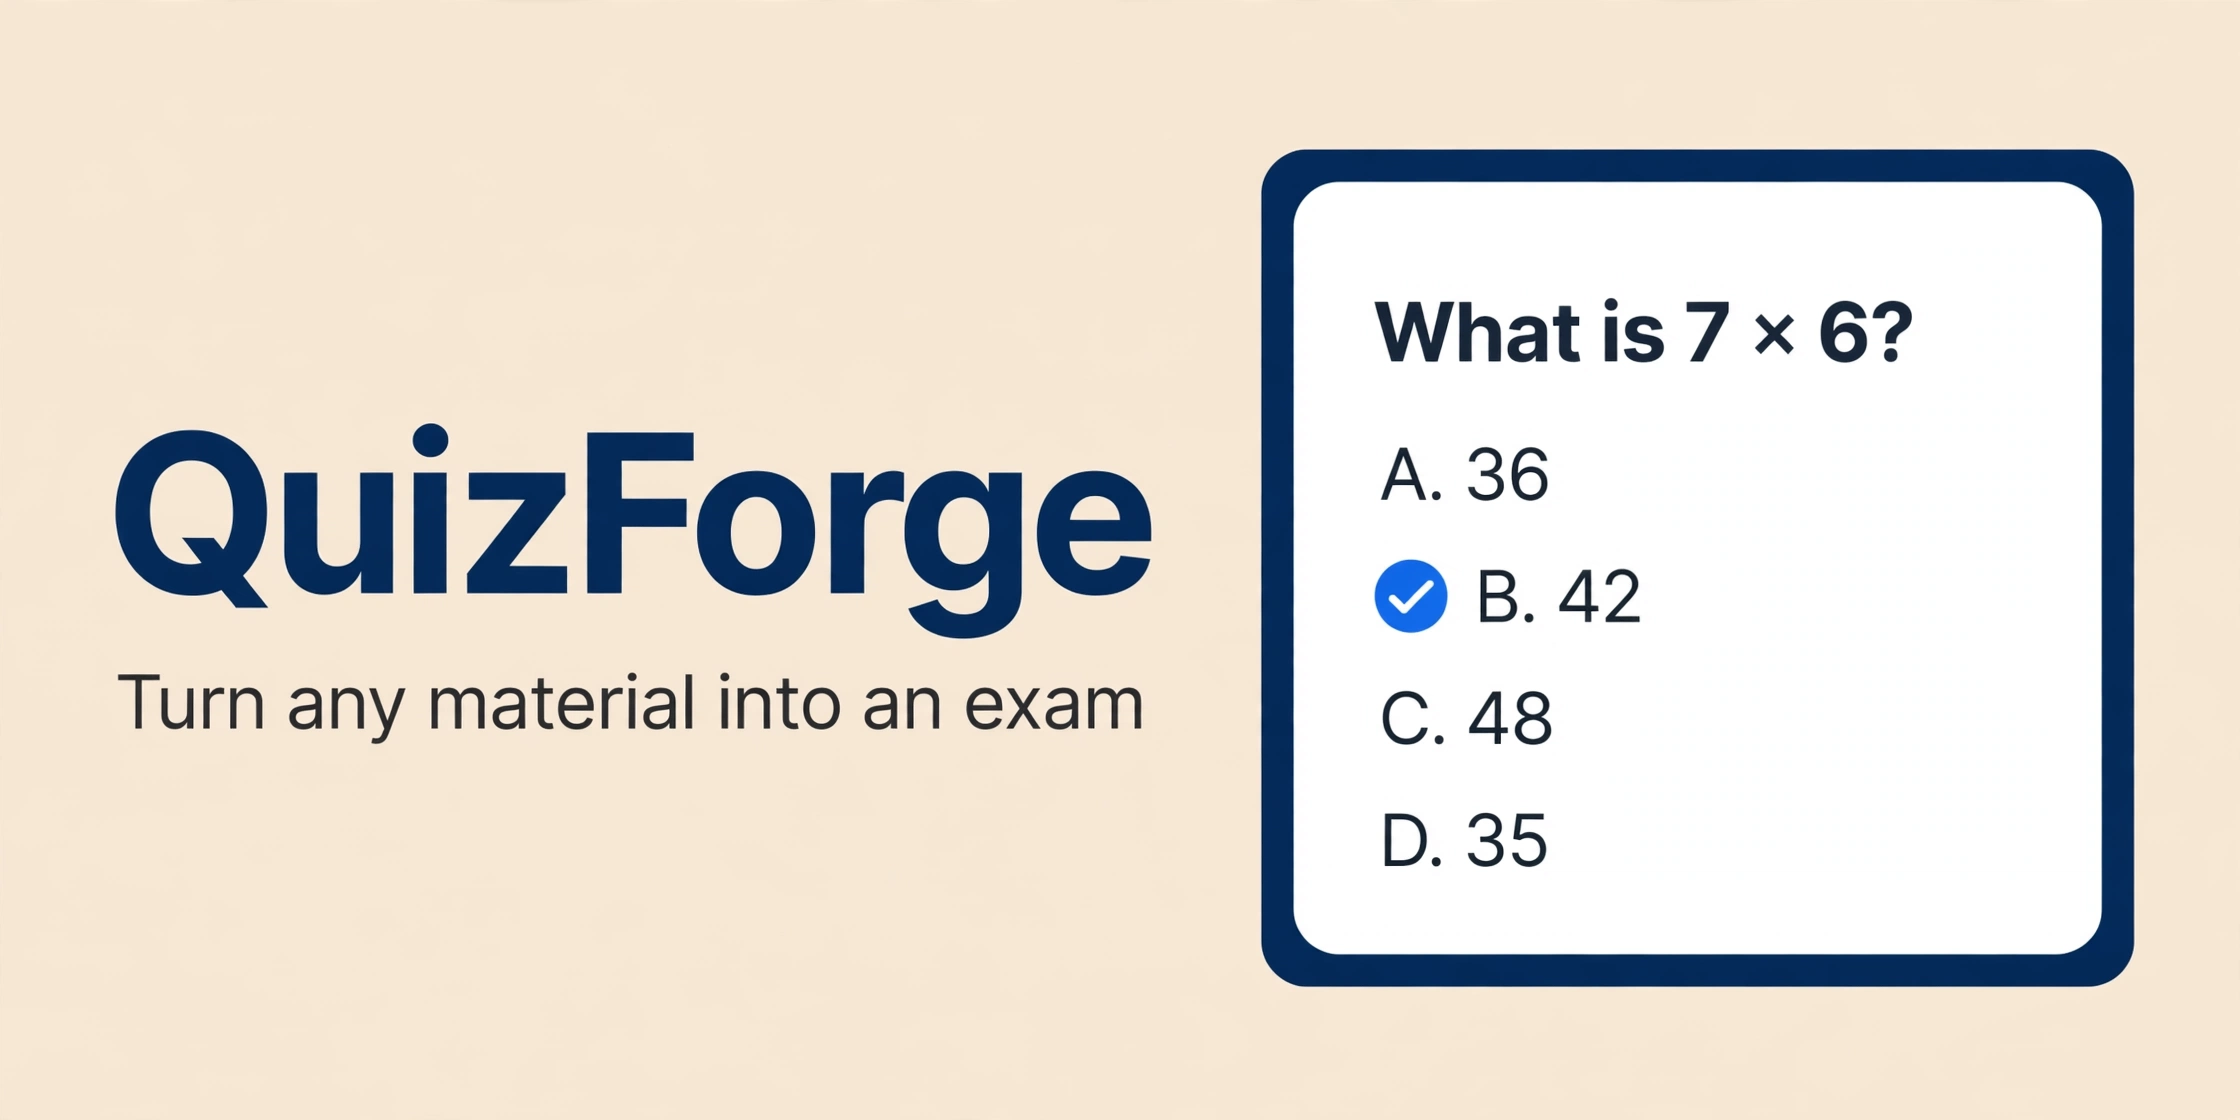 QuizForge
Turn any material into an exam
What is 7 × 6?
A. 36
B. 42
C. 48
D. 35